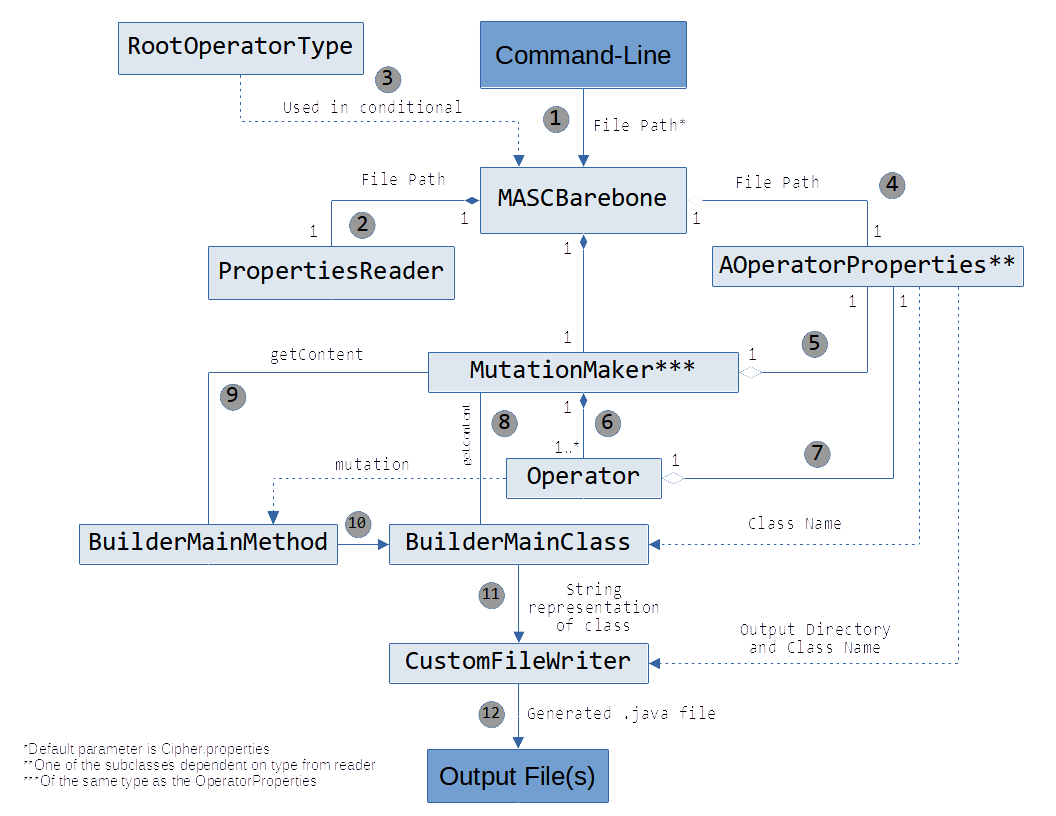 RootOperatorType
Command-Line
3
Used in conditional
1
File Path*
File Path
MASCBarebone
File Path
4
1
1
1
2
1
1
PropertiesReader
AOperatorProperties**
1
1
1
getContent
1
5
MutationMaker***
9
getContent
8
1
6
1..*
mutation
Operator
1
7
10
Class Name
BuilderMainMethod
BuilderMainClass
11
String
representation
of class
Output Directory
and Class Name
CustomFileWriter
12
Generated .java file
*Default parameter is Cipher.properties
**One of the subclasses dependent on type from reader
***Of the same type as the OperatorProperties
Output File(s)